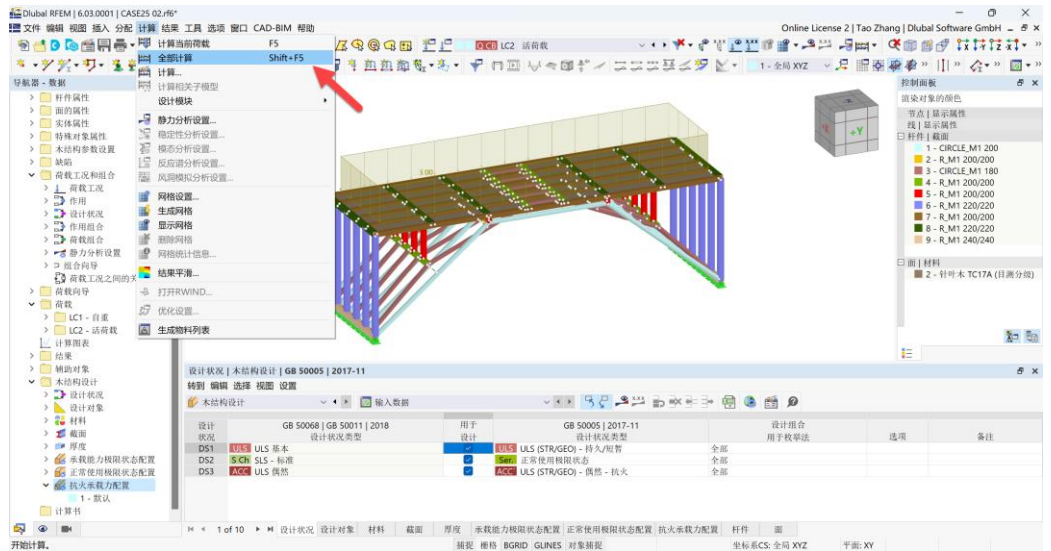 Dlubal RFEM | 6.03.0001 | CASE25 02.rf6*
文件 编辑 视图 插入 分配 计算 结果 工具 选项 窗口 CAD-BIM 帮助
Online License 2 | Tao Zhang | Dlubal Software GmbH
LC2 活荷载
1 - 全局 XYZ
计算当前荷载 F5
全部计算 Shift+F5
计算...
计算相关子模型
设计模块
静力分析设置...
稳定性分析设置...
模态分析设置...
反应谱分析设置...
风洞模拟分析设置...
网格设置...
生成网格
显示网格
删除网格
网格统计信息...
结果平滑...
打开RWIND...
优化设置...
生成物料列表
导航器 - 数据
杆件属性
面的属性
实体属性
特殊对象属性
木结构参数设置
缺陷
荷载工况和组合
荷载工况
作用
设计状况
作用组合
荷载组合
静力分析设置
组合向导
荷载工况之间的关
荷载向导
荷载
LC1 - 自重
LC2 - 活荷载
计算图表
结果
辅助对象
木结构设计
设计状况
设计对象
材料
截面
厚度
承载能力极限状态配置
正常使用极限状态配置
抗火承载力配置
1 - 默认
计算书
3.00
+Y
控制面板
渲染对象的颜色
节点 | 显示属性
线 | 显示属性
杆件 | 截面
1 - CIRCLE_M1 200
2 - R_M1 200/200
3 - CIRCLE_M1 180
4 - R_M1 200/200
5 - R_M1 200/200
6 - R_M1 220/220
7 - R_M1 200/200
8 - R_M1 220/220
9 - R_M1 240/240
面 | 材料
2 - 针叶木 TC17A (目测分级)
设计状况 | 木结构设计 | GB 50005 | 2017-11
转到 编辑 选择 视图 设置
木结构设计 输入数据
设计状况 GB 50068 | GB 50011 | 2018 设计状况类型 用于设计 GB 50005 | 2017-11 设计状况类型 设计组合 用于枚举法 选项 备注
DS1 ULS ULS 基本 ULS ULS (STR/GEO) - 持久/短暂 全部
DS2 S Ch SLS - 标准 Ser. 正常使用极限状态 全部
DS3 ACC ULS 偶然 ACC ULS (STR/GEO) - 偶然 - 抗火 全部
1 of 10 设计状况 设计对象 材料 截面 厚度 承载能力极限状态配置 正常使用极限状态配置 抗火承载力配置 杆件 面
开始计算。 捕捉 栅格 BGRID GLINES 对象捕捉 坐标系CS: 全局 XYZ 平面: XY